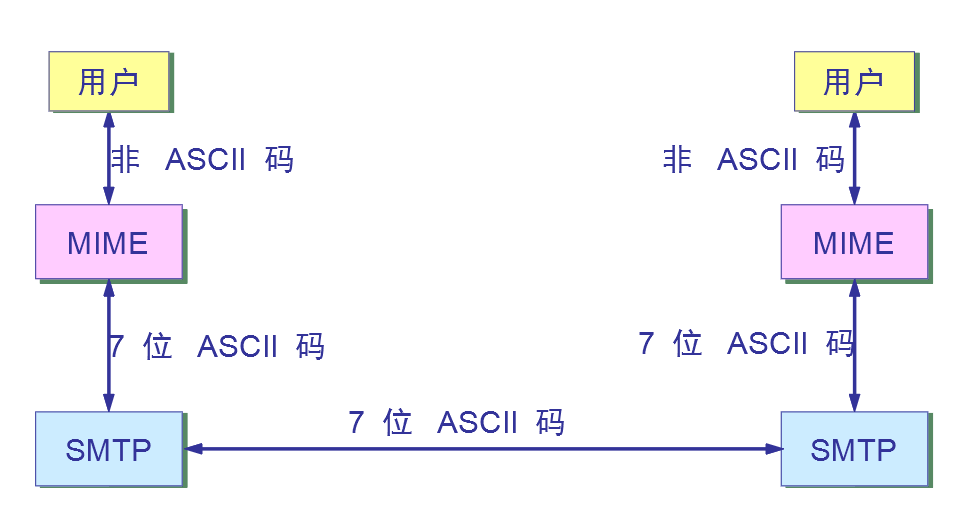 用户 用户
非 ASCII 码 非 ASCII 码
MIME MIME
7 位 ASCII 码 7 位 ASCII 码
7 位 ASCII 码
SMTP SMTP